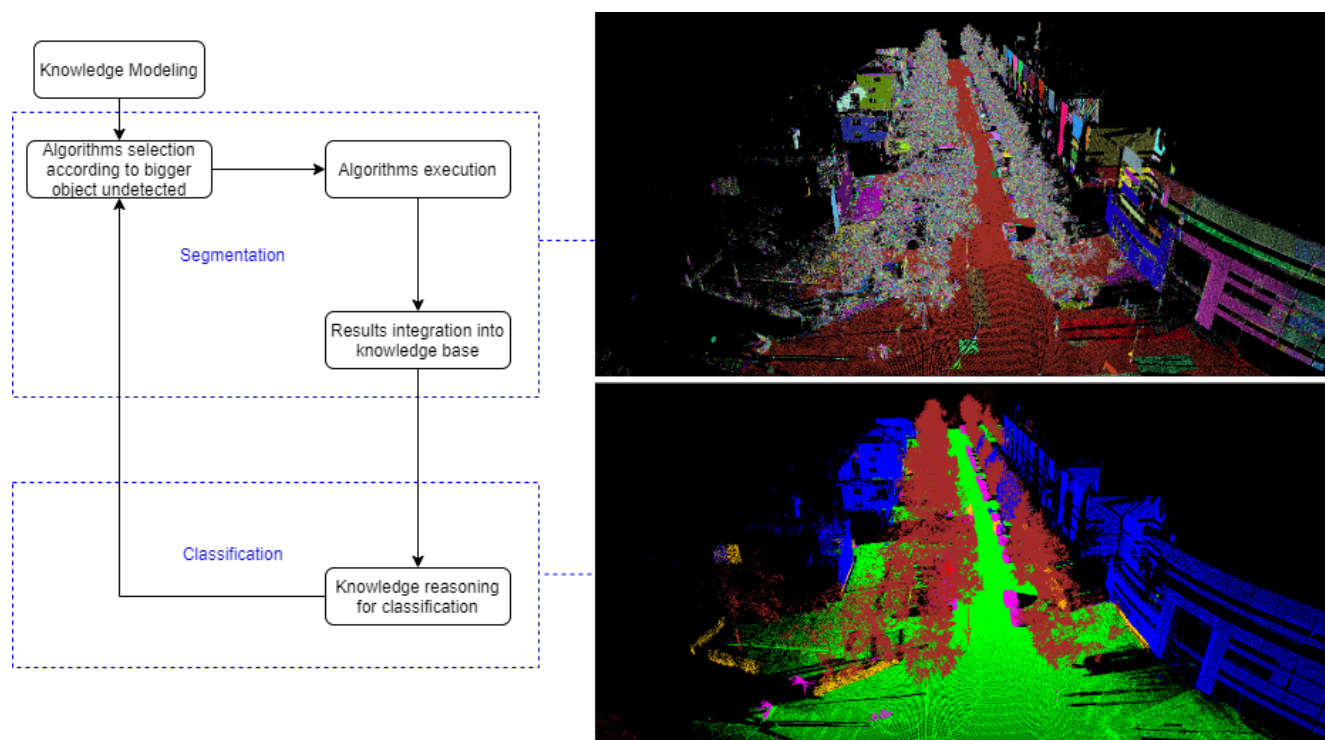 Knowledge Modeling
Algorithms selection
according to bigger
object undetected
Algorithms execution
Segmentation
Results integration into
knowledge base
Classification
Knowledge reasoning
for classification